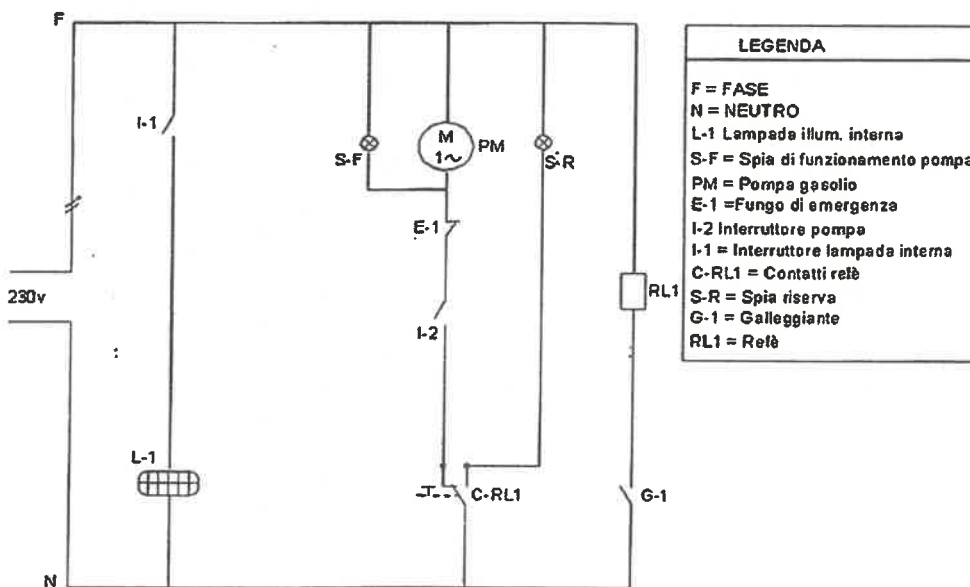 F
I-1
S-F
M
1~
PM
S-R
E-1
230v
I-2
RL1
L-1
C-RL1
G-1
N
LEGENDA
F = FASE
N = NEUTRO
L-1 Lampada illum. interna
S-F = Spia di funzionamento pompa
PM = Pompa gasolio
E-1 =Fungo di emergenza
I-2 Interruttore pompa
I-1 = Interruttore lampada interna
C-RL1 = Contatti relè
S-R = Spia riserva
G-1 = Galleggiante
RL1 = Relè